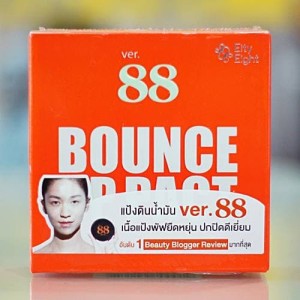 ver.
88
Eity
Eight
BOUNCE
UP PACT
88
แป้งดินน้ำมัน ver.88
เนื้อแป้งพัฟยืดหยุ่น ปกปิดดีเยี่ยม
อันดับ 1 Beauty Blogger Review มากที่สุด